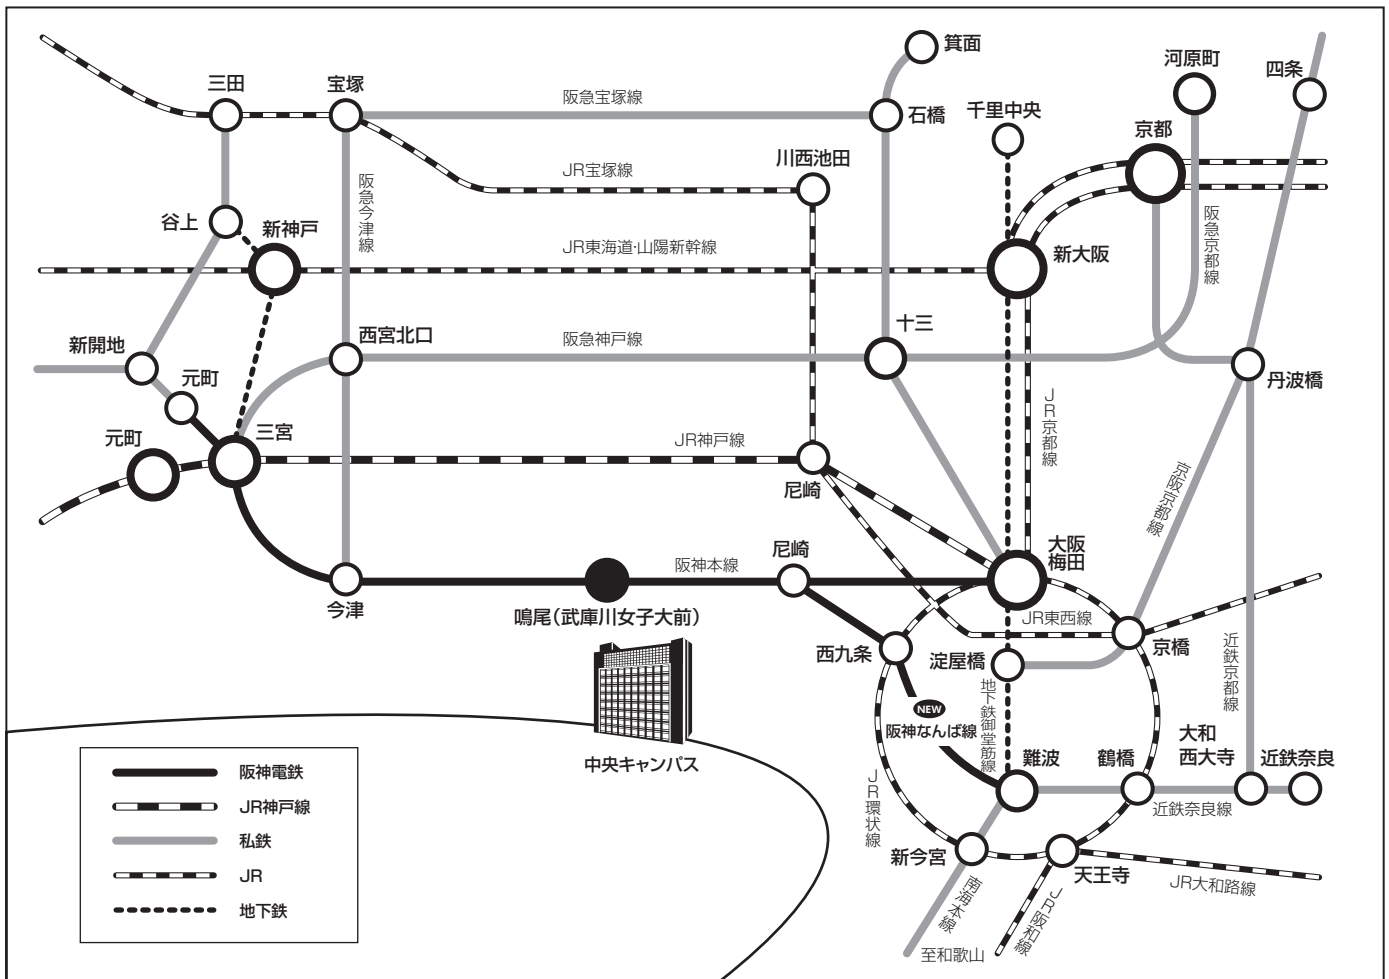 箕面
河原町
四条
三田
宝塚
阪急宝塚線
石橋
千里中央
京都
川西池田
JR宝塚線
阪急今津線
谷上
新神戸
JR東海道・山陽新幹線
新大阪
阪急京都線
新開地
元町
西宮北口
阪急神戸線
十三
丹波橋
元町
三宮
JR神戸線
JR京都線
尼崎
京阪京都線
大阪
梅田
尼崎
阪神本線
今津
鳴尾（武庫川女子大前）
JR東西線
西九条
淀屋橋
京橋
近鉄京都線
地下鉄御堂筋線
NEW
阪神なんば線
中央キャンパス
難波
鶴橋
大和
西大寺
近鉄奈良
近鉄奈良線
JR環状線
新今宮
天王寺
JR大和路線
南海本線
JR阪和線
至和歌山
阪神電鉄
JR神戸線
私鉄
JR
地下鉄